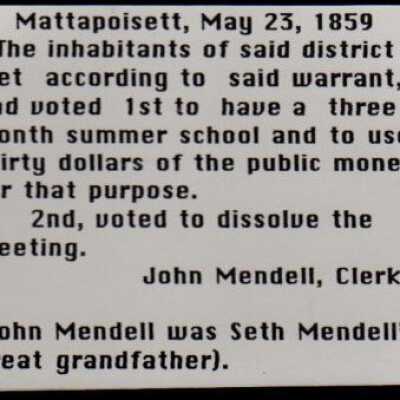 Mattapoisett, May 23, 1859
The inhabitants of said district
et according to said warrant,
nd voted 1st to have a three
onth summer school and to use
irty dollars of the public mone
r that purpose.
2nd, voted to dissolve the
eeting.
John Mendell, Clerk
ohn Mendell was Seth Mendell'
reat grandfather).